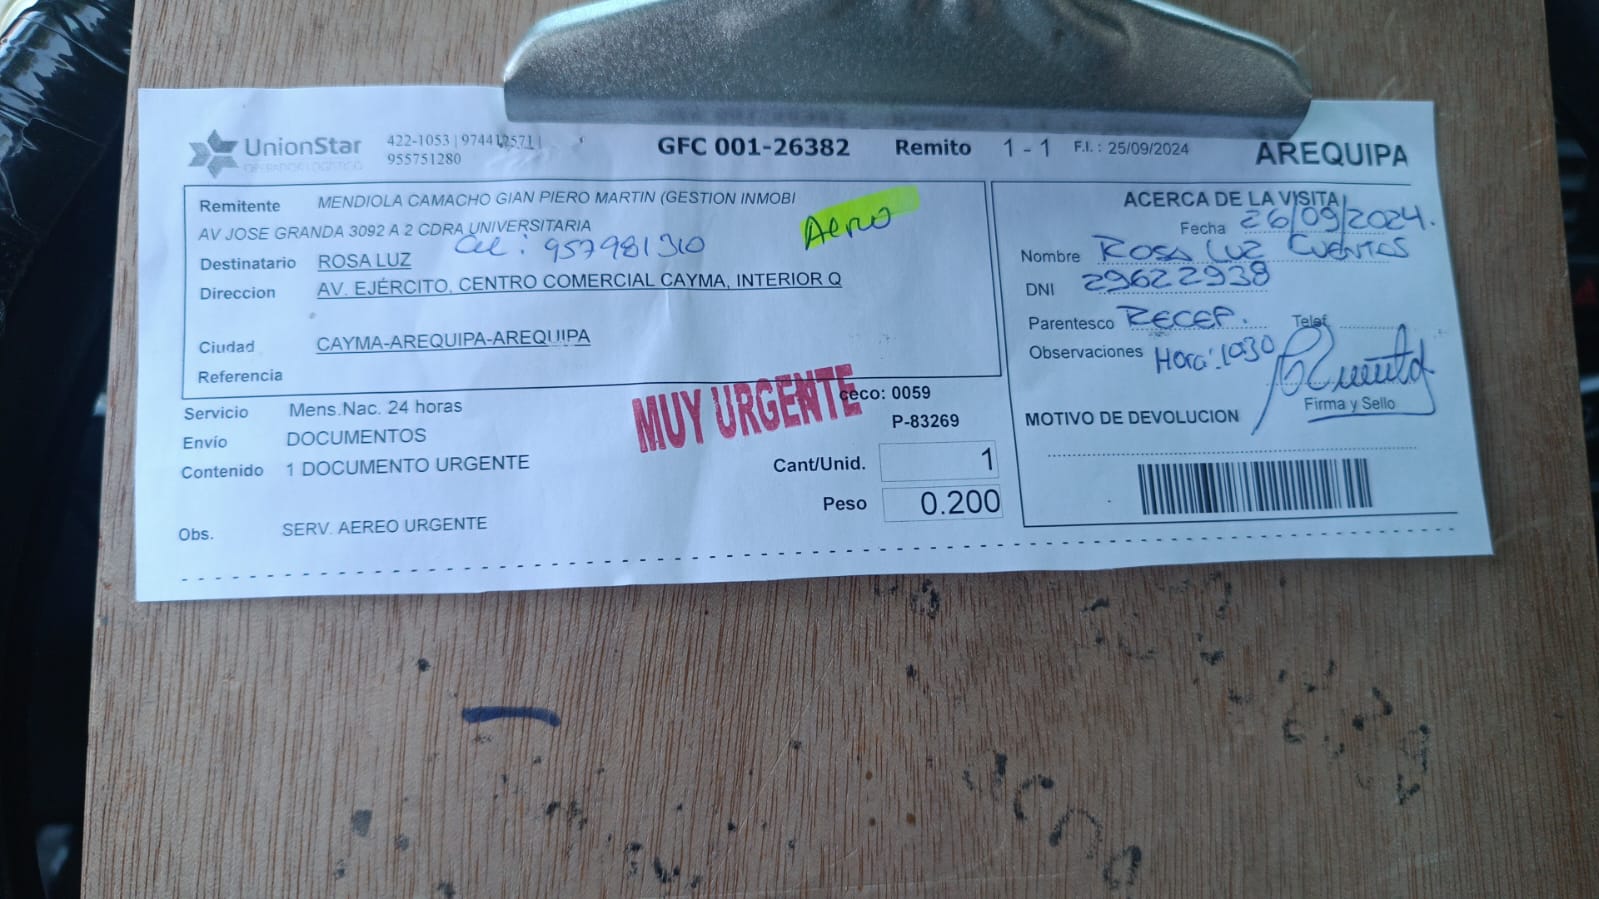 UnionStar
OPERADOR LOGISTICO
422-1053 | 974412571 |
955751280
GFC 001-26382
Remito 1 - 1
F.I. : 25/09/2024
AREQUIPA
Remitente MENDIOLA CAMACHO GIAN PIERO MARTIN (GESTION INMOBI
AV JOSE GRANDA 3092 A 2 CDRA UNIVERSITARIA
Aereo
Cel : 957981310
Destinatario ROSA LUZ
Direccion AV. EJÉRCITO, CENTRO COMERCIAL CAYMA, INTERIOR Q
Ciudad CAYMA-AREQUIPA-AREQUIPA
Referencia
Servicio Mens.Nac. 24 horas
Envío DOCUMENTOS
Contenido 1 DOCUMENTO URGENTE
Obs. SERV. AEREO URGENTE
MUY URGENTE
ceco: 0059
P-83269
Cant/Unid. 1
Peso 0.200
ACERCA DE LA VISITA
Fecha 26/09/2024.
Nombre ROSA LUZ CUENTOS
DNI 29622938
Parentesco RECEP. Telef
Observaciones Hora: 1030
Firma y Sello
MOTIVO DE DEVOLUCION